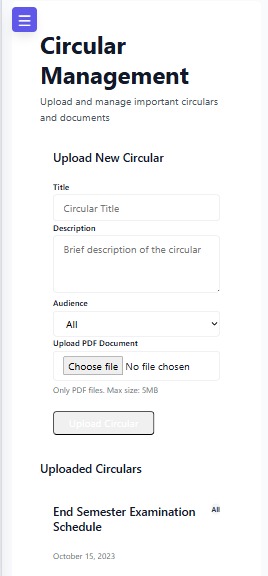 Circular
Management
Upload and manage important circulars
and documents
Upload New Circular
Title
Circular Title
Description
Brief description of the circular
Audience
All
Upload PDF Document
Choose file No file chosen
Only PDF files. Max size: 5MB
Upload Circular
Uploaded Circulars
End Semester Examination All
Schedule
October 15, 2023